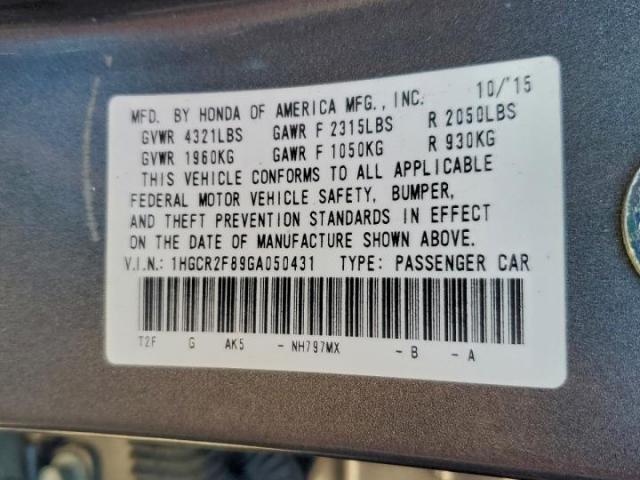 MFD. BY HONDA OF AMERICA MFG., INC. 10/'15
GVWR 4321LBS GAWR F 2315LBS R 2050LBS
GVWR 1960KG GAWR F 1050KG R 930KG
THIS VEHICLE CONFORMS TO ALL APPLICABLE
FEDERAL MOTOR VEHICLE SAFETY, BUMPER,
AND THEFT PREVENTION STANDARDS IN EFFECT
ON THE DATE OF MANUFACTURE SHOWN ABOVE.
V.I.N.: 1HGCR2F89GA050431 TYPE: PASSENGER CAR
T2F G AK5 - NH797MX - B - A